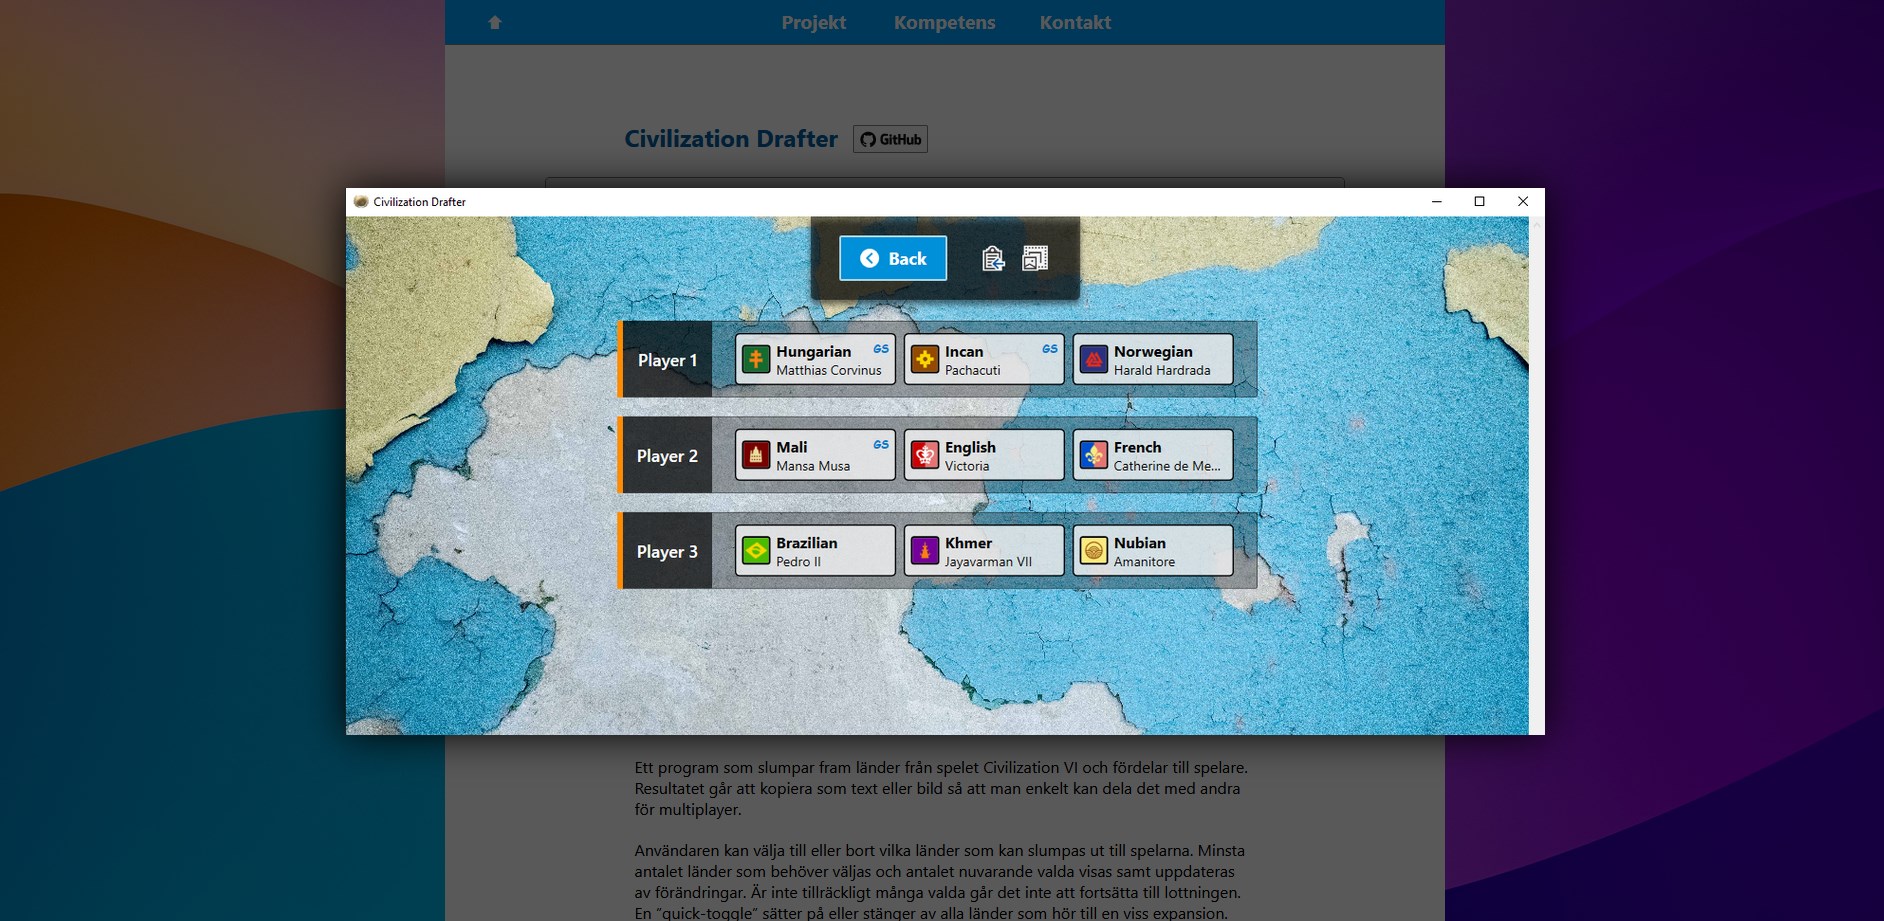 Projekt Kompetens Kontakt
Civilization Drafter GitHub
Civilization Drafter
Back
Player 1
Hungarian GS
Matthias Corvinus
Incan GS
Pachacuti
Norwegian
Harald Hardrada
Player 2
Mali GS
Mansa Musa
English
Victoria
French
Catherine de Me...
Player 3
Brazilian
Pedro II
Khmer
Jayavarman VII
Nubian
Amanitore
Ett program som slumpar fram länder från spelet Civilization VI och fördelar till spelare.
Resultatet går att kopiera som text eller bild så att man enkelt kan dela det med andra
för multiplayer.
Användaren kan välja till eller bort vilka länder som kan slumpas ut till spelarna. Minsta
antalet länder som behöver väljas och antalet nuvarande valda visas samt uppdateras
av förändringar. Är inte tillräckligt många valda går det inte att fortsätta till lottningen.
En ”quick-toggle” sätter på eller stänger av alla länder som hör till en viss expansion.